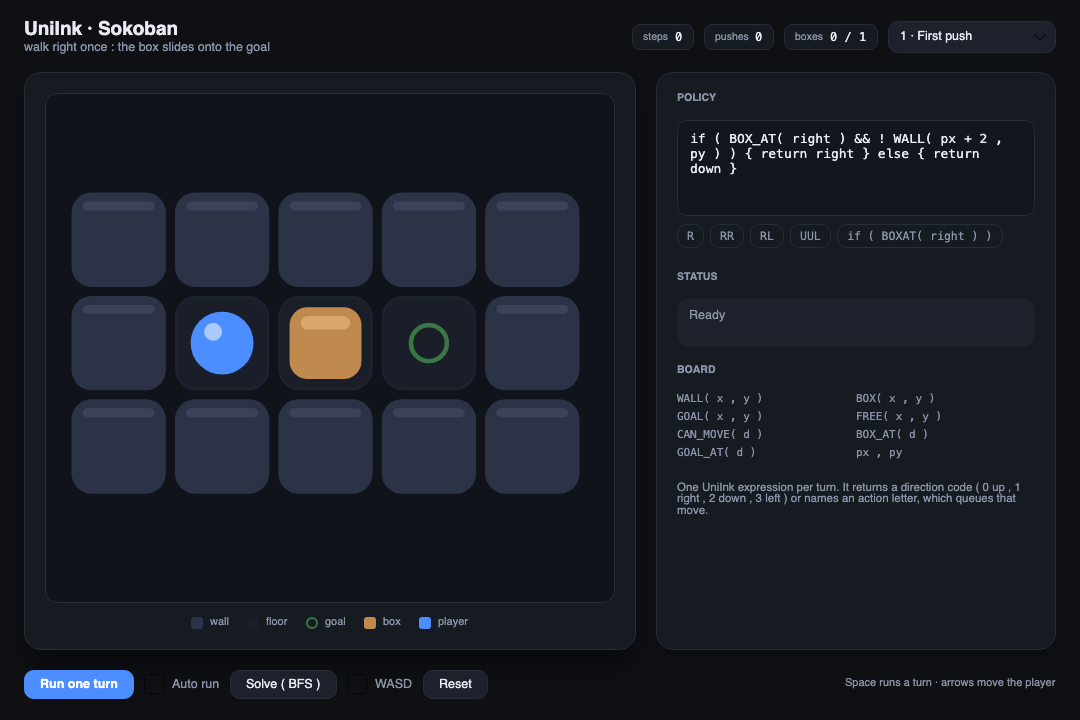 UniInk · Sokoban
walk right once : the box slides onto the goal
steps 0
pushes 0
boxes 0 / 1
1 · First push
POLICY
if ( BOX_AT( right ) && ! WALL( px + 2 ,
py ) ) { return right } else { return
down }
R
RR
RL
UUL
if ( BOXAT( right ) )
STATUS
Ready
BOARD
WALL( x , y )
BOX( x , y )
GOAL( x , y )
FREE( x , y )
CAN_MOVE( d )
BOX_AT( d )
GOAL_AT( d )
px , py
One UniInk expression per turn. It returns a direction code ( 0 up , 1
right , 2 down , 3 left ) or names an action letter, which queues that
move.
wall
floor
goal
box
player
Run one turn
Auto run
Solve ( BFS )
WASD
Reset
Space runs a turn · arrows move the player